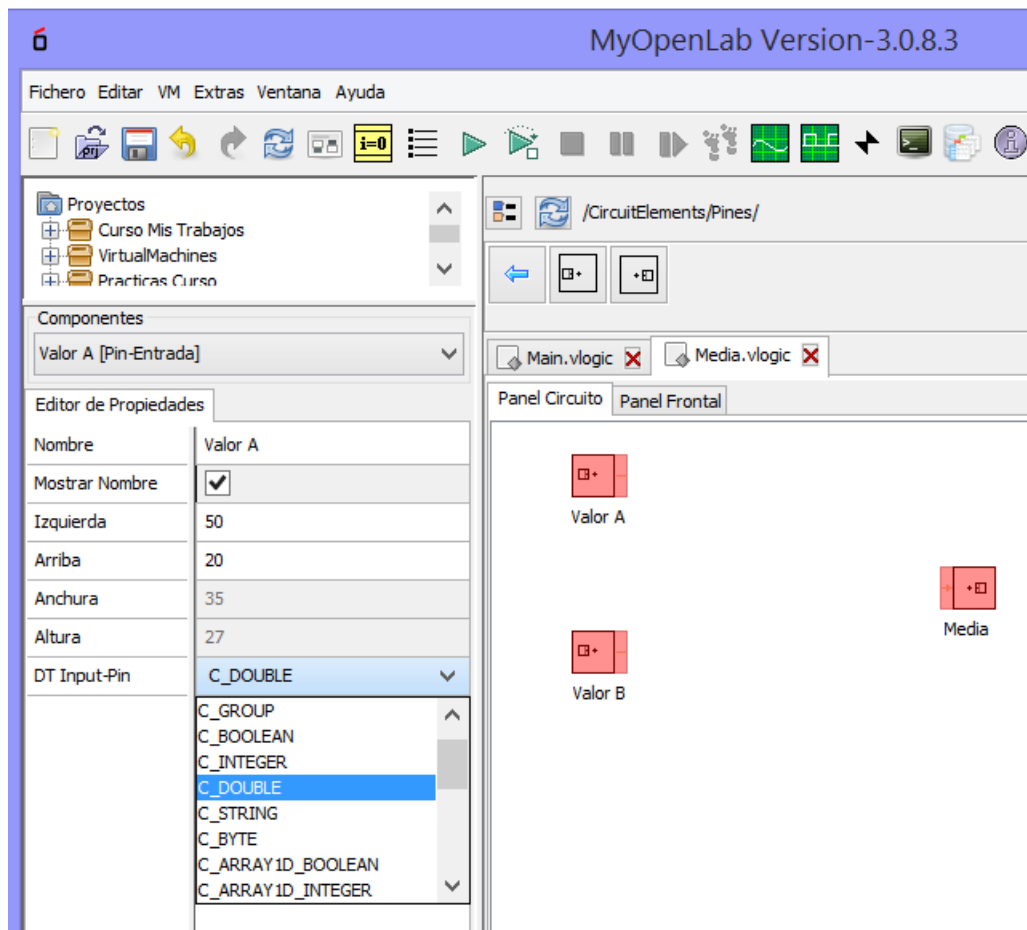 MyOpenLab Version-3.0.8.3
Fichero Editar VM Extras Ventana Ayuda
prj
i=0
Proyectos
Curso Mis Trabajos
VirtualMachines
Practicas Curso
/CircuitElements/Pines/
Componentes
Valor A [Pin-Entrada]
Main.vlogic
Media.vlogic
Editor de Propiedades
Panel Circuito
Panel Frontal
Nombre Valor A
Mostrar Nombre
Izquierda 50
Arriba 20
Anchura 35
Altura 27
DT Input-Pin C_DOUBLE
C_GROUP
C_BOOLEAN
C_INTEGER
C_DOUBLE
C_STRING
C_BYTE
C_ARRAY1D_BOOLEAN
C_ARRAY1D_INTEGER
Valor A
Media
Valor B